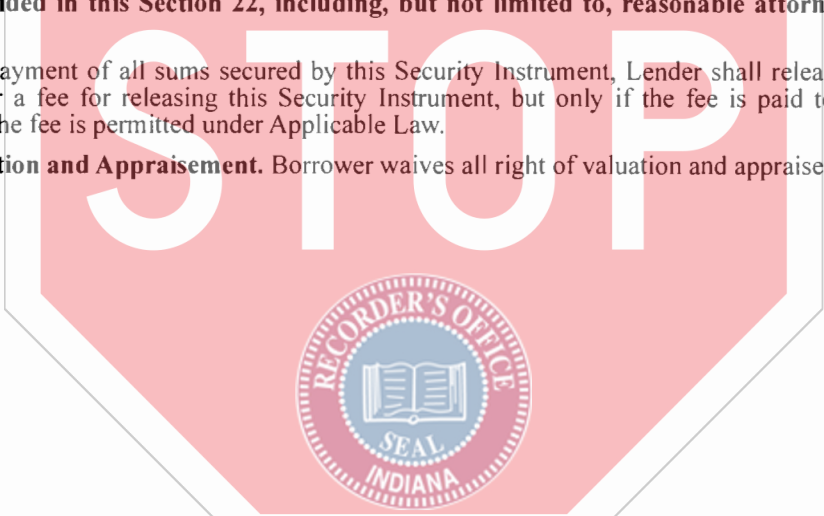 ded in this Section 22, including, but not limited to, reasonable attorn
ayment of all sums secured by this Security Instrument, Lender shall relea
a fee for releasing this Security Instrument, but only if the fee is paid to
he fee is permitted under Applicable Law.
tion and Appraisement. Borrower waives all right of valuation and appraise
STOP
RECORDER'S OFFICE
SEAL
INDIANA